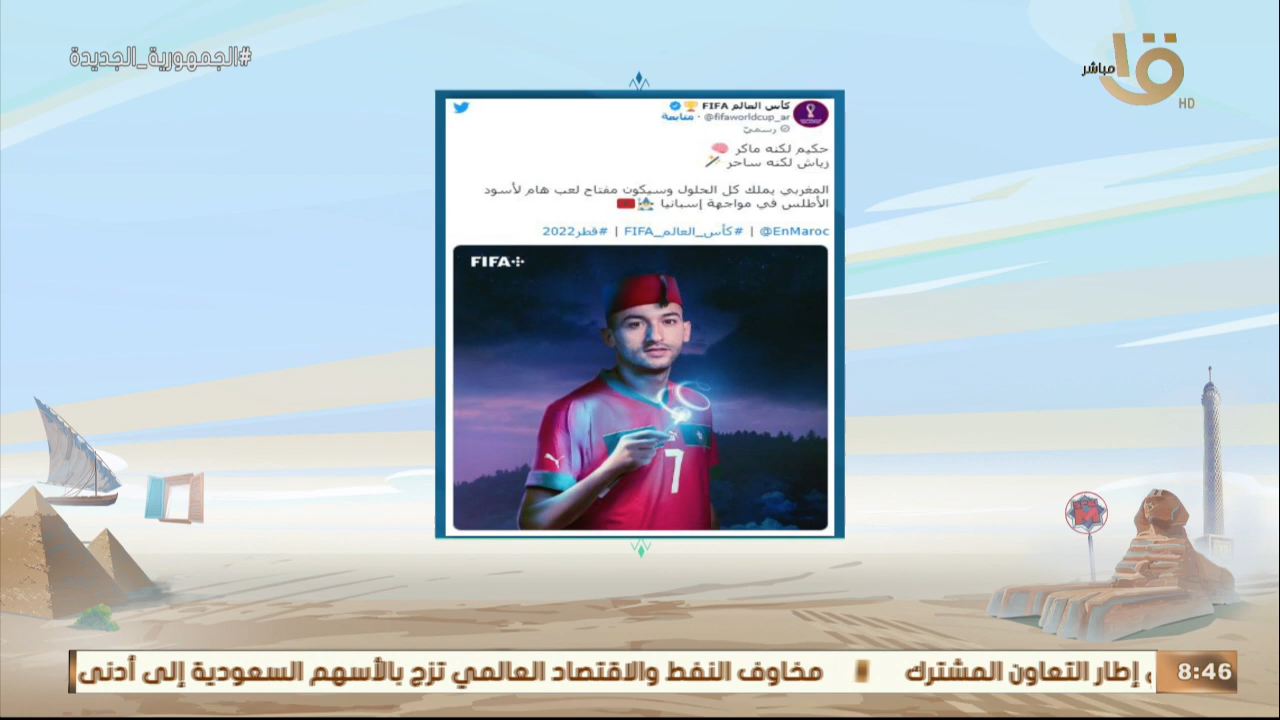 #الجمهورية_الجديدة
مباشر
HD
كأس العالم FIFA
@fifaworldcup_ar · متابعة
رسميّ
حكيم لكنه ماكر
رياش لكنه ساحر
المغربي يملك كل الحلول وسيكون مفتاح لعب هام لأسود
الأطلس في مواجهة إسبانيا
@EnMaroc | #كأس_العالم_FIFA | #قطر2022
FIFA+
7
إطار التعاون المشترك
مخاوف النفط والاقتصاد العالمي تزج بالأسهم السعودية إلى أدنى
8:46